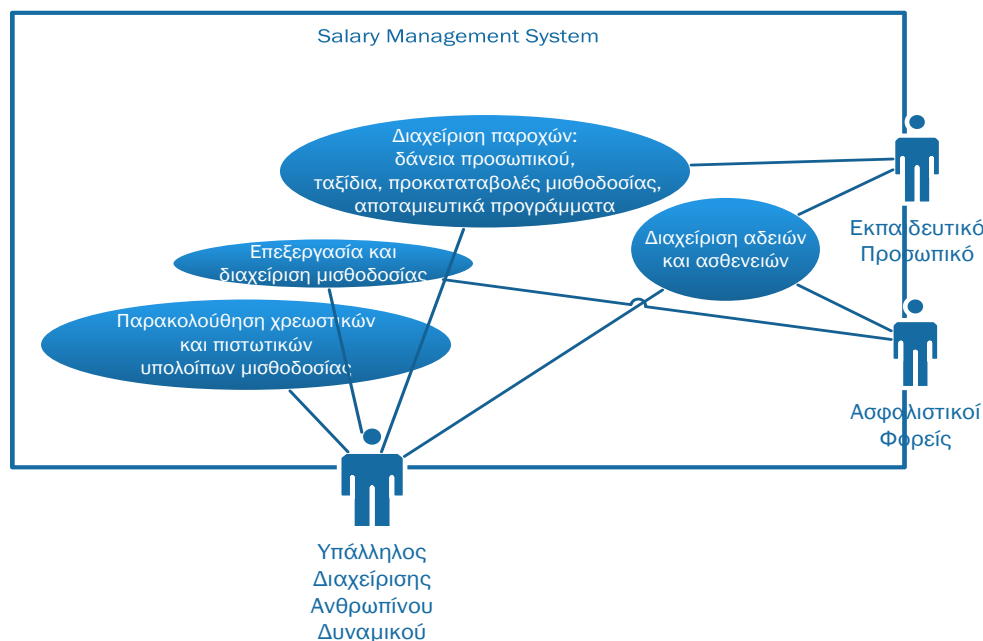 Salary Management System
Διαχείριση παροχών:
δάνεια προσωπικού,
ταξίδια, προκαταταβολές μισθοδοσίας,
αποταμιευτικά προγράμματα
Διαχείριση αδειών
και ασθενειών
Εκπαιδευτικό
Προσωπικό
Επεξεργασία και
διαχείριση μισθοδοσίας
Παρακολούθηση χρεωστικών
και πιστωτικών
υπολοίπων μισθοδοσίας
Ασφαλιστικοί
Φορείς
Υπάλληλος
Διαχείρισης
Ανθρωπίνου
Δυναμικού